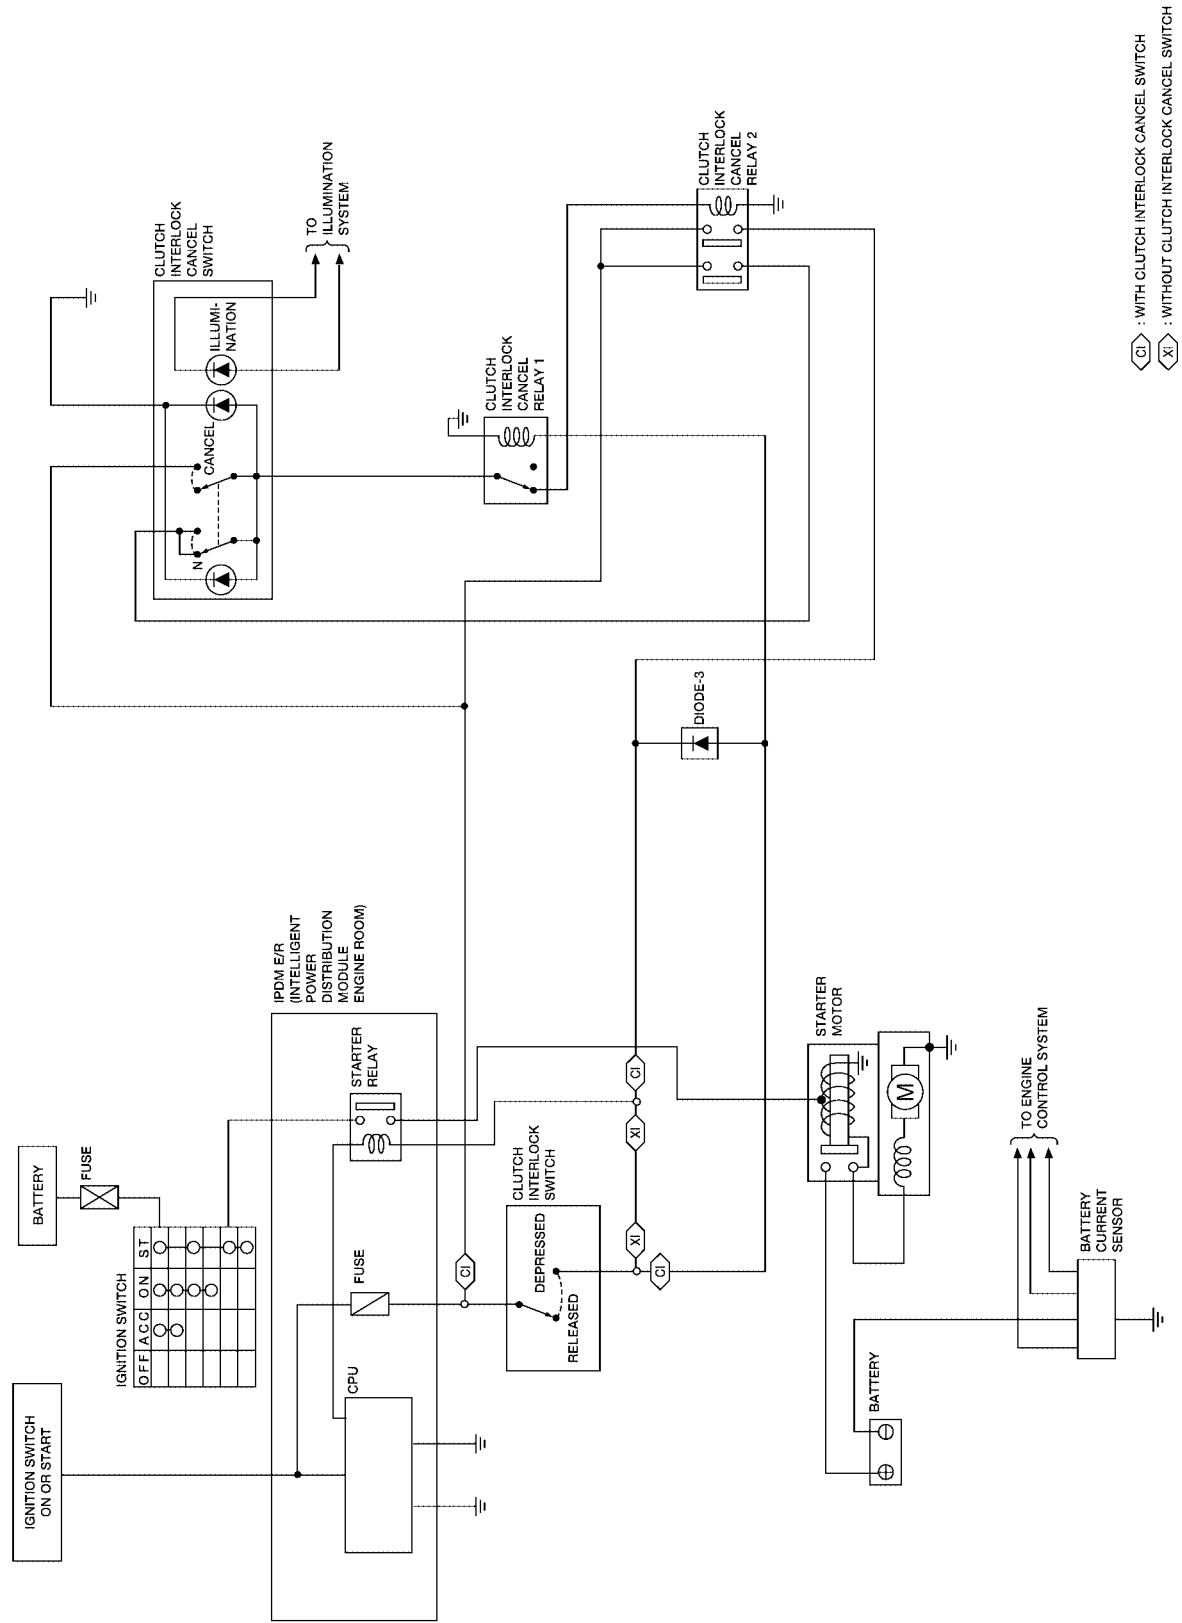 IGNITION SWITCH
ON OR START
BATTERY
FUSE
IGNITION SWITCH
OFF ACC ON ST
IPDM E/R
(INTELLIGENT
POWER
DISTRIBUTION
MODULE
ENGINE ROOM)
CPU
FUSE
STARTER
RELAY
CI
CLUTCH
INTERLOCK
SWITCH
RELEASED
DEPRESSED
XI
CI
XI
CI
DIODE-3
CLUTCH
INTERLOCK
CANCEL
SWITCH
N
CANCEL
ILLUMI-
NATION
TO
ILLUMINATION
SYSTEM
CLUTCH
INTERLOCK
CANCEL
RELAY 1
CLUTCH
INTERLOCK
CANCEL
RELAY 2
STARTER
MOTOR
M
BATTERY
BATTERY
CURRENT
SENSOR
TO ENGINE
CONTROL SYSTEM
CI : WITH CLUTCH INTERLOCK CANCEL SWITCH
XI : WITHOUT CLUTCH INTERLOCK CANCEL SWITCH